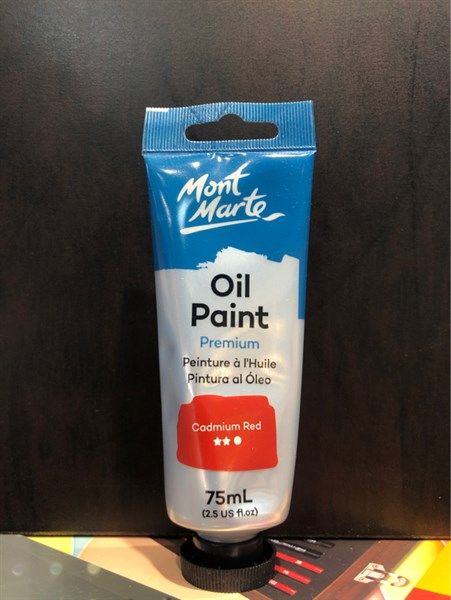 Mont
Marte
Oil
Paint
Premium
Peinture à l'Huile
Pintura al Óleo
Cadmium Red
75mL
(2.5 US fl.oz)